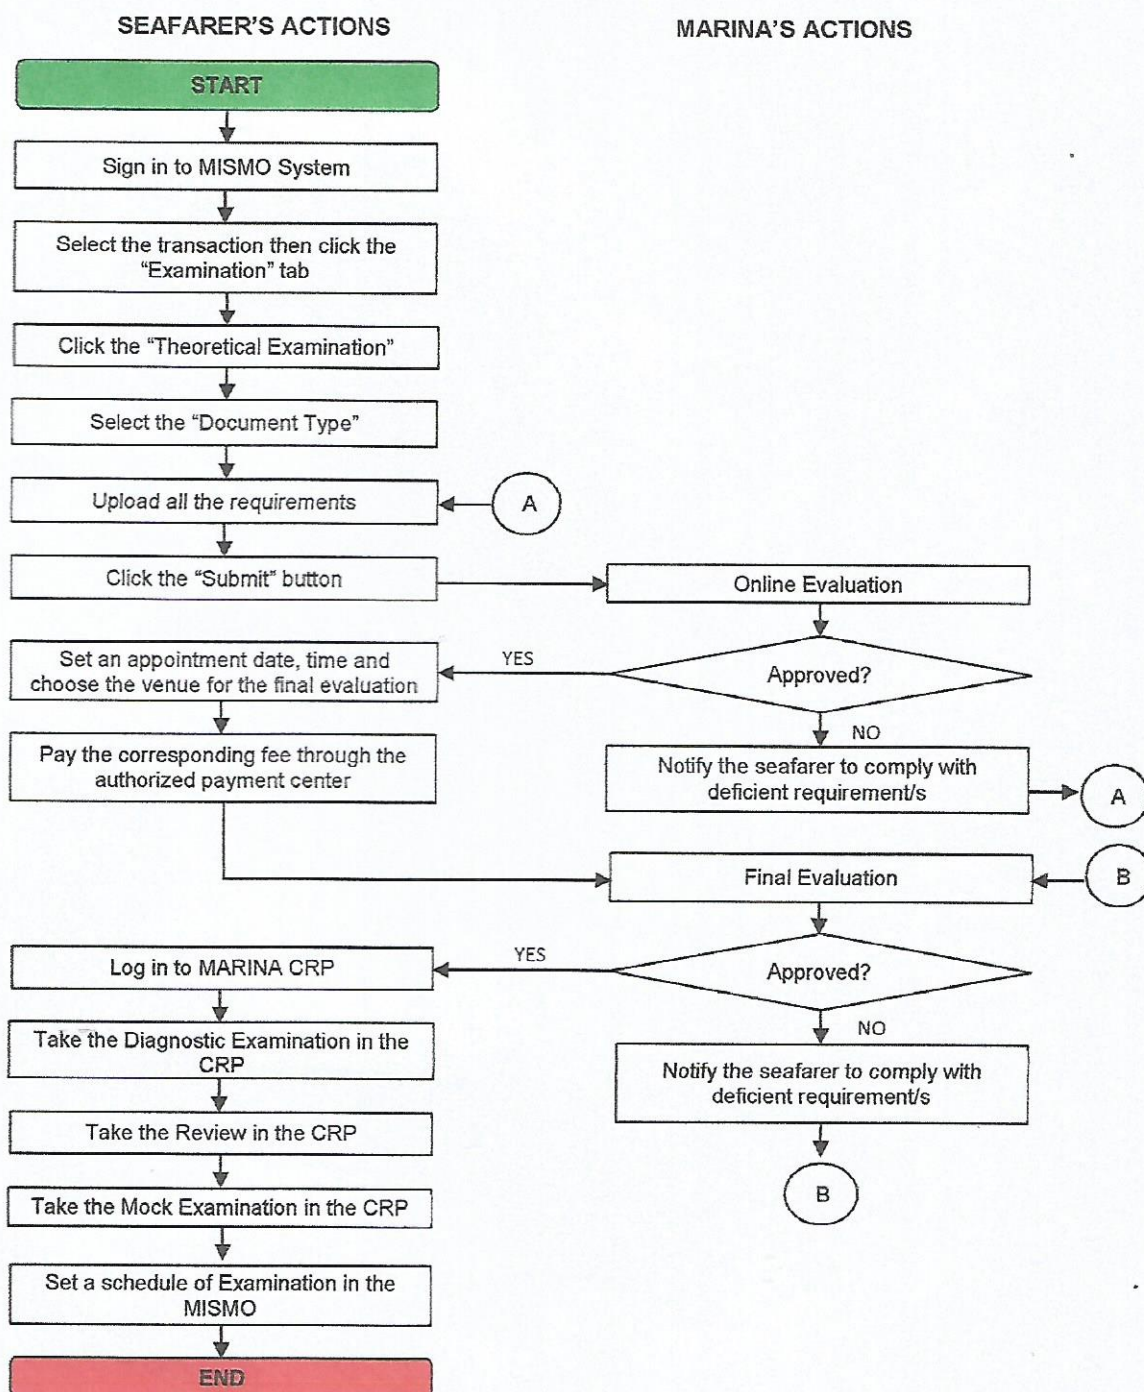 SEAFARER'S ACTIONS
MARINA'S ACTIONS
START
Sign in to MISMO System
Select the transaction then click the
“Examination” tab
Click the “Theoretical Examination”
Select the “Document Type”
Upload all the requirements
A
Click the “Submit” button
Online Evaluation
Set an appointment date, time and
choose the venue for the final evaluation
YES
Approved?
NO
Pay the corresponding fee through the
authorized payment center
Notify the seafarer to comply with
deficient requirement/s
A
Final Evaluation
B
Log in to MARINA CRP
YES
Approved?
NO
Take the Diagnostic Examination in the
CRP
Notify the seafarer to comply with
deficient requirement/s
Take the Review in the CRP
B
Take the Mock Examination in the CRP
Set a schedule of Examination in the
MISMO
END